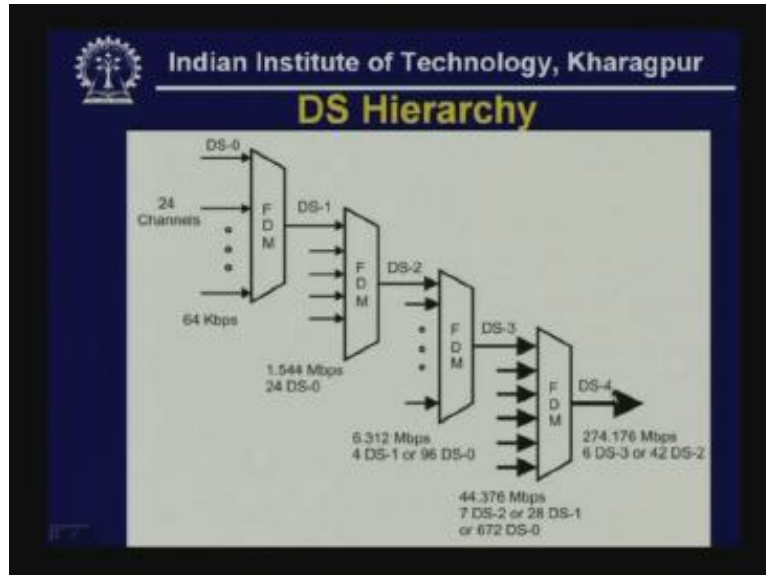 Indian Institute of Technology, Kharagpur
DS Hierarchy
DS-0
24
Channels
64 Kbps
F
D
M
DS-1
1.544 Mbps
24 DS-0
F
D
M
DS-2
6.312 Mbps
4 DS-1 or 96 DS-0
F
D
M
DS-3
44.376 Mbps
7 DS-2 or 28 DS-1
or 672 DS-0
F
D
M
DS-4
274.176 Mbps
6 DS-3 or 42 DS-2